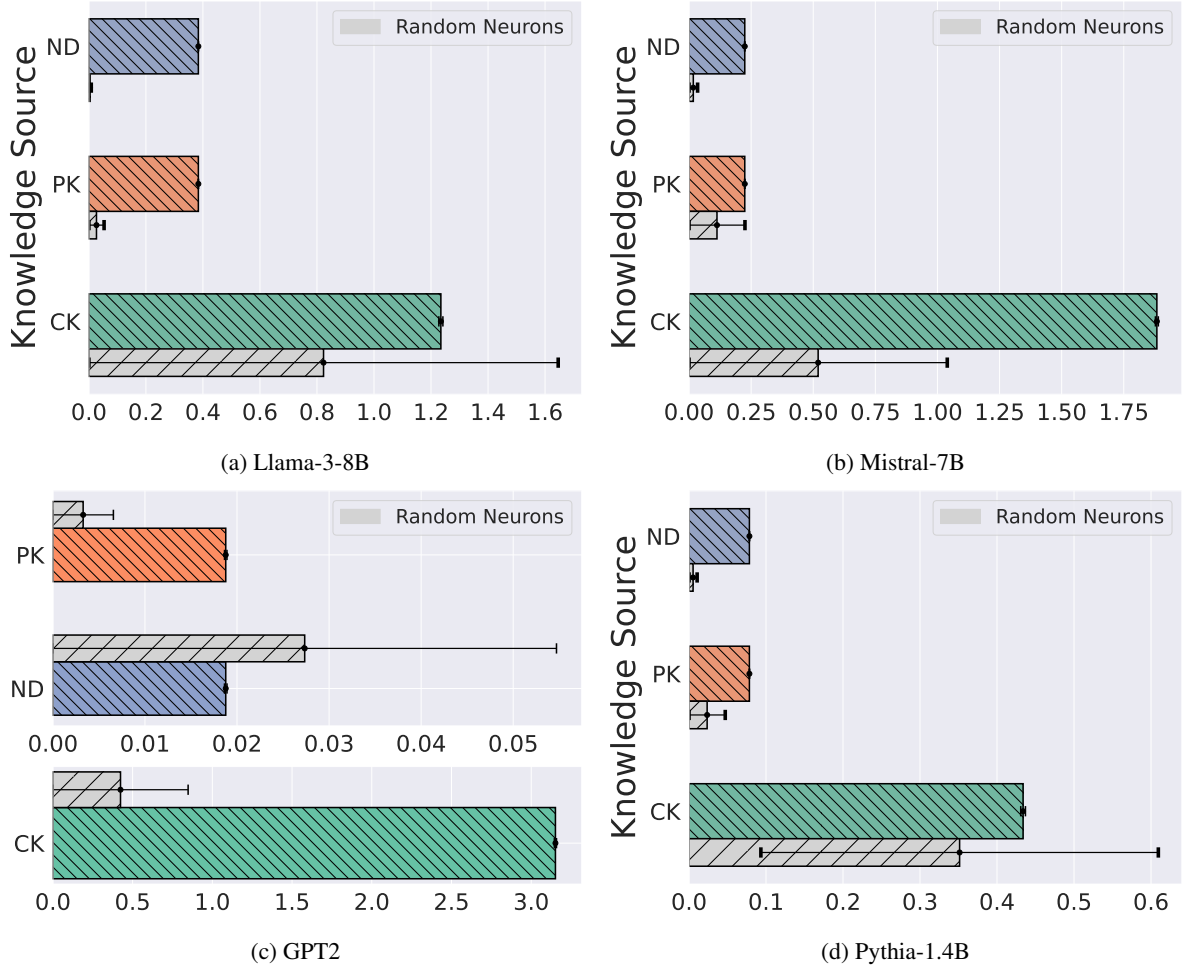 Random Neurons
Knowledge Source
ND
PK
CK
0.0 0.2 0.4 0.6 0.8 1.0 1.2 1.4 1.6
(a) Llama-3-8B
Random Neurons
Knowledge Source
ND
PK
CK
0.00 0.25 0.50 0.75 1.00 1.25 1.50 1.75
(b) Mistral-7B
Random Neurons
PK
ND
0.00 0.01 0.02 0.03 0.04 0.05
CK
0.0 0.5 1.0 1.5 2.0 2.5 3.0
(c) GPT2
Random Neurons
Knowledge Source
ND
PK
CK
0.0 0.1 0.2 0.3 0.4 0.5 0.6
(d) Pythia-1.4B